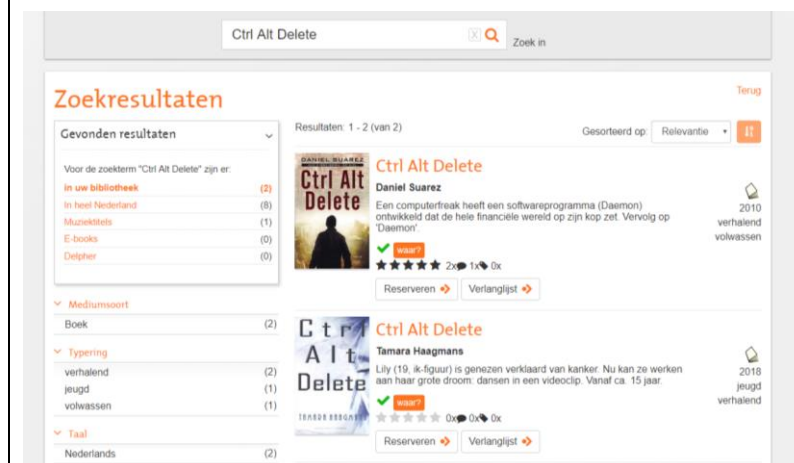 Ctrl Alt Delete
X
Zoek in
Zoekresultaten
Terug
Gevonden resultaten
Voor de zoekterm "Ctrl Alt Delete" zijn er:
in uw bibliotheek (2)
In heel Nederland (8)
Muziektitels (1)
E-books (0)
Delpher (0)
Mediumsoort
Boek (2)
Typering
verhalend (2)
jeugd (1)
volwassen (1)
Taal
Nederlands (2)
Resultaten: 1 - 2 (van 2)
Gesorteerd op: Relevantie
DANIEL SUAREZ
Ctrl Alt
Delete
Ctrl Alt Delete
Daniel Suarez
Een computerfreak heeft een softwareprogramma (Daemon)
ontwikkeld dat de hele financiële wereld op zijn kop zet. Vervolg op
'Daemon'.
waar?
2x 1x 0x
Reserveren Verlanglijst
2010
verhalend
volwassen
Ctrl
Alt
Delete
Ctrl Alt Delete
Tamara Haagmans
Lily (19, ik-figuur) is genezen verklaard van kanker. Nu kan ze werken
aan haar grote droom: dansen in een videoclip. Vanaf ca. 15 jaar.
waar?
0x 0x 0x
Reserveren Verlanglijst
2018
jeugd
verhalend